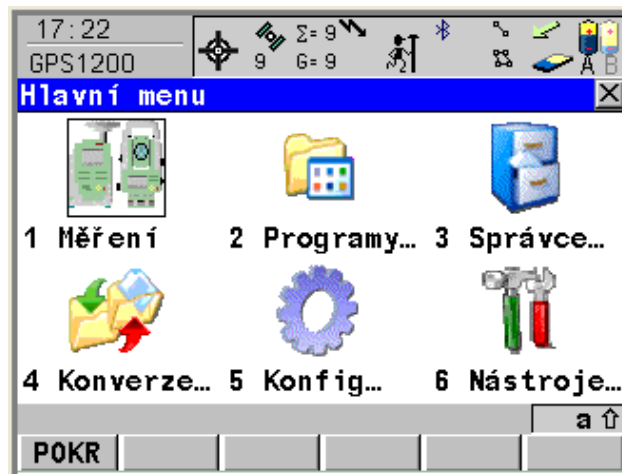 17:22
GPS1200
9
Σ= 9
G= 9
2
A B
Hlavní menu
1 Měření
2 Programy…
3 Správce…
4 Konverze…
5 Konfig…
6 Nástroje…
a ⇧
POKR